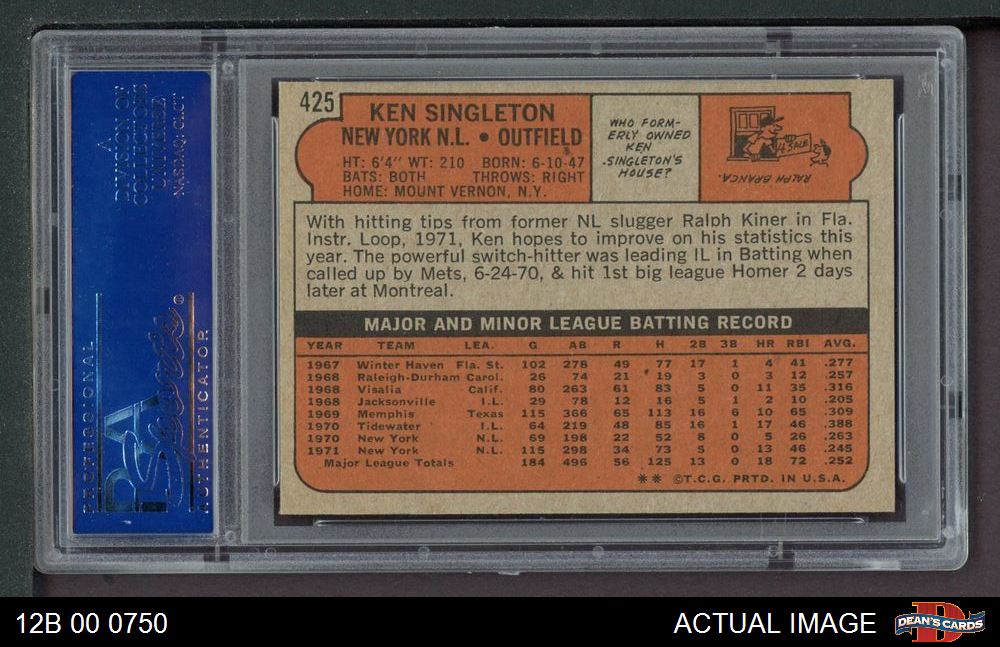 A
DIVISION OF
COLLECTORS
UNIVERSE
NASDAQ: CLCT
PROFESSIONAL
PSA
Sports ®
AUTHENTICATOR
425
KEN SINGLETON
NEW YORK N.L. • OUTFIELD
HT: 6'4" WT: 210 BORN: 6-10-47
BATS: BOTH THROWS: RIGHT
HOME: MOUNT VERNON, N.Y.
WHO FORM-
ERLY OWNED
KEN
SINGLETON'S
HOUSE?
4 SALE
RALPH BRANCA.
With hitting tips from former NL slugger Ralph Kiner in Fla.
Instr. Loop, 1971, Ken hopes to improve on his statistics this
year. The powerful switch-hitter was leading IL in Batting when
called up by Mets, 6-24-70, & hit 1st big league Homer 2 days
later at Montreal.
MAJOR AND MINOR LEAGUE BATTING RECORD
YEAR TEAM LEA. G AB R H 2B 3B HR RBI AVG.
1967 Winter Haven Fla. St. 102 278 49 77 17 1 4 41 .277
1968 Raleigh-Durham Carol. 26 74 21 19 3 0 3 12 .257
1968 Visalia Calif. 80 263 61 83 5 0 11 35 .316
1968 Jacksonville I.L. 29 78 12 16 5 1 2 10 .205
1969 Memphis Texas 115 366 65 113 16 6 10 65 .309
1970 Tidewater I.L. 64 219 48 85 16 1 17 46 .388
1970 New York N.L. 69 198 22 52 8 0 5 26 .263
1971 New York N.L. 115 298 34 73 5 0 13 46 .245
Major League Totals 184 496 56 125 13 0 18 72 .252
** ©T.C.G. PRTD. IN U.S.A.
12B 00 0750
ACTUAL IMAGE
D
DEAN'S CARDS